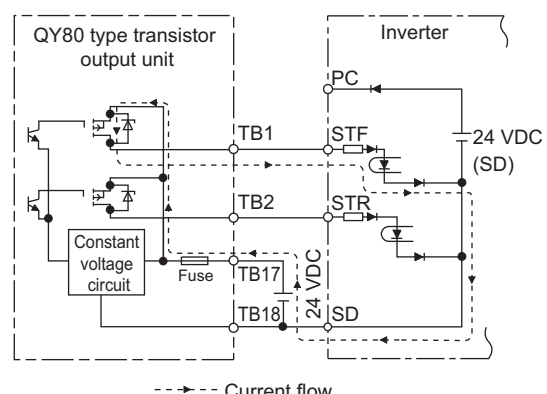 QY80 type transistor
output unit
Inverter
PC
TB1
STF
24 VDC
(SD)
TB2
STR
Constant
voltage
circuit
Fuse
TB17
24 VDC
TB18
SD
Current flow